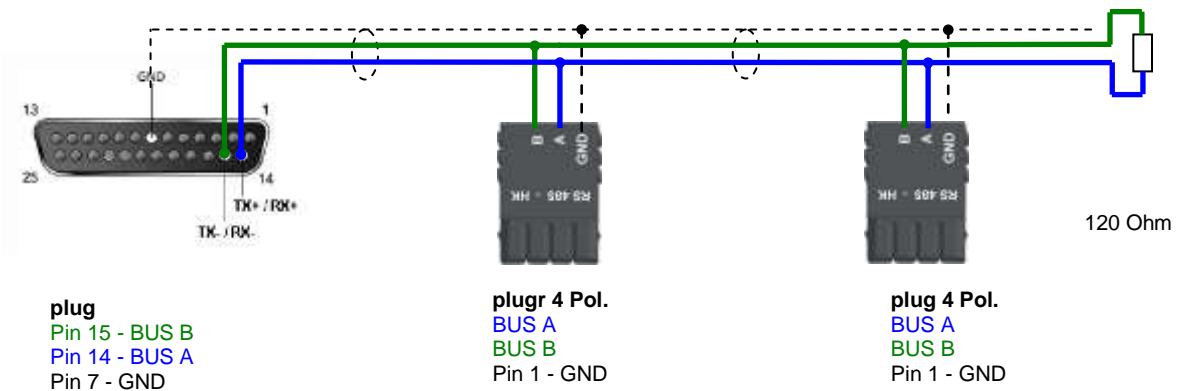 GND
13
1
25
14
TX+ / RX+
TX- / RX-
B
A
GND
RS 485 - HK
B
A
GND
RS 485 - HK
120 Ohm
plug
Pin 15 - BUS B
Pin 14 - BUS A
Pin 7 - GND
plugr 4 Pol.
BUS A
BUS B
Pin 1 - GND
plug 4 Pol.
BUS A
BUS B
Pin 1 - GND